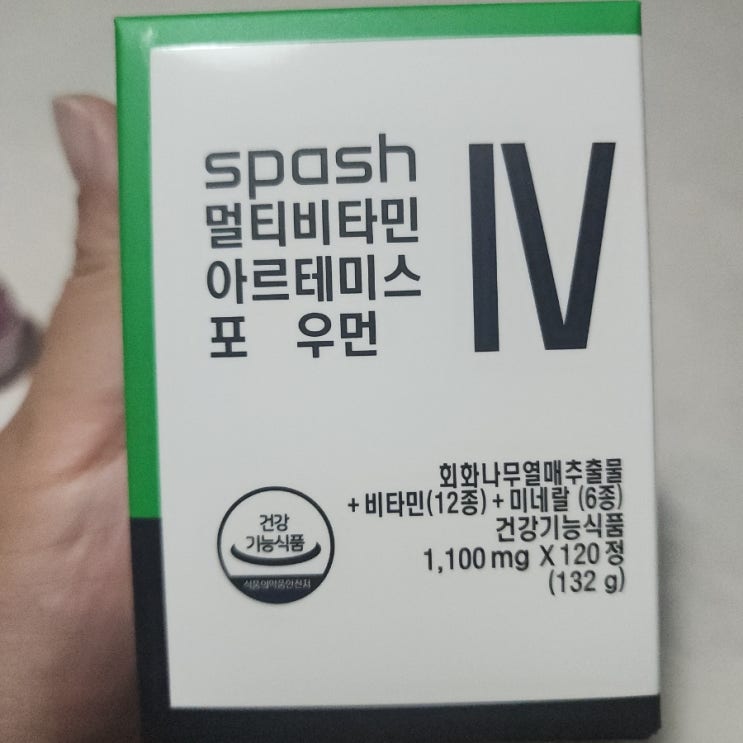 spash
멀티비타민
아르테미스
포 우먼
IV
회화나무열매추출물
+ 비타민(12종) + 미네랄 (6종)
건강기능식품
1,100 mg X 120 정
(132 g)
건강
기능식품
식품의약품안전처